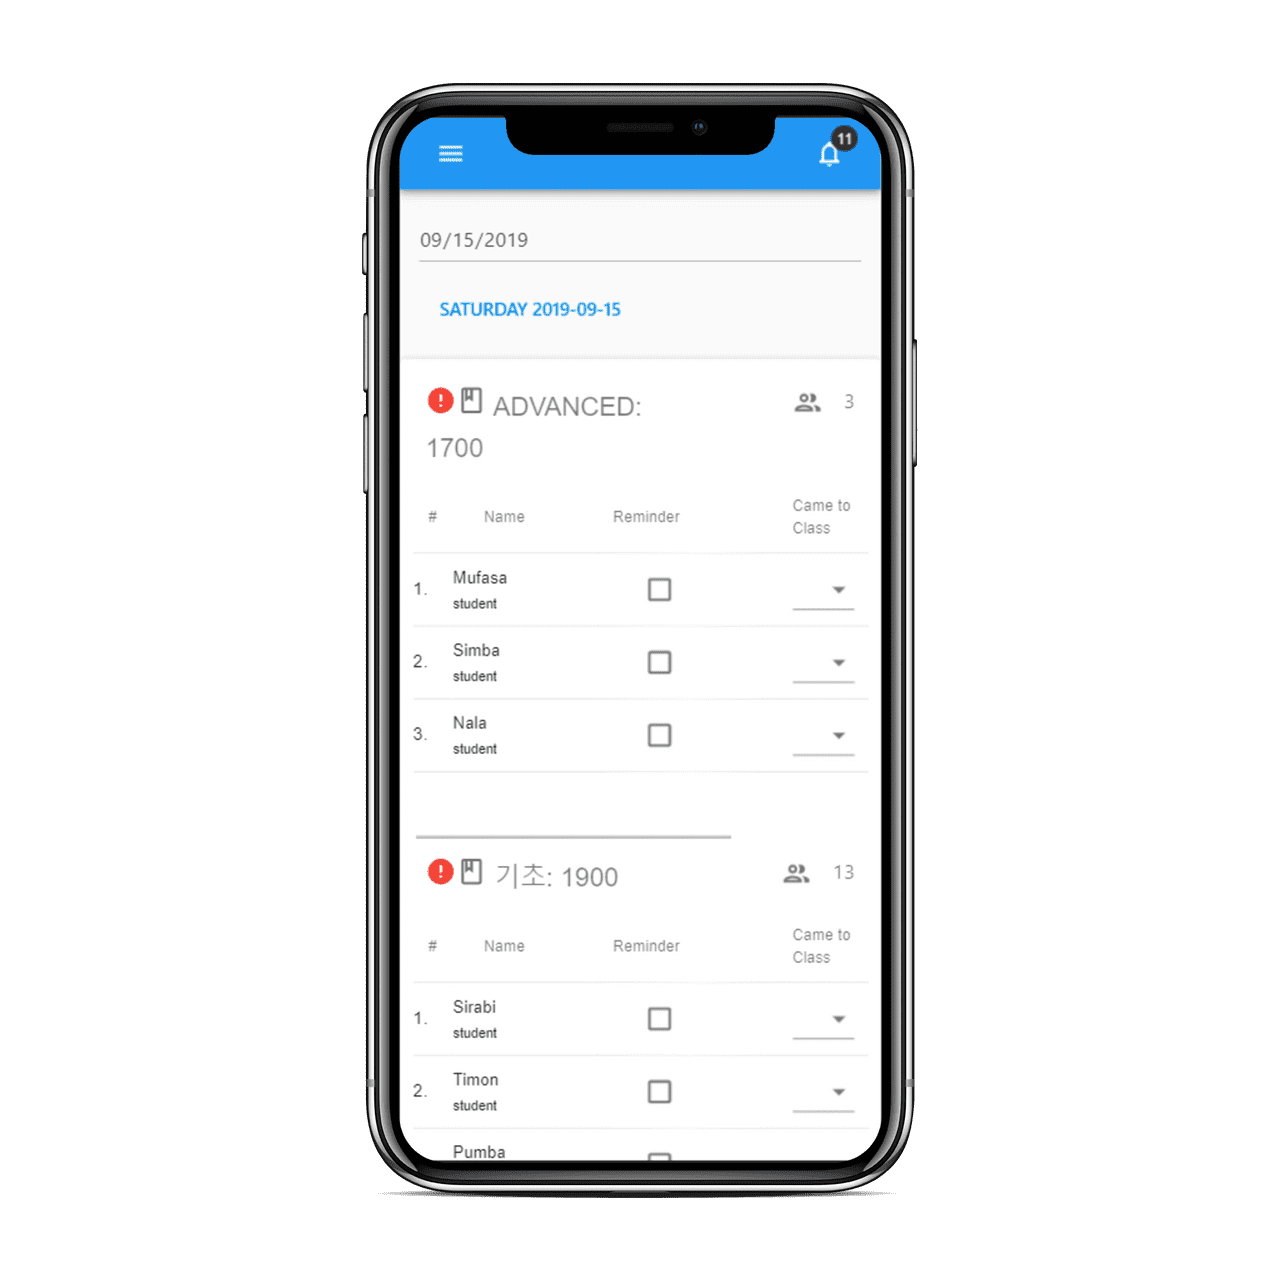 11
09/15/2019
SATURDAY 2019-09-15
ADVANCED: 3
1700
# Name Reminder Came to Class
1. Mufasa
student
2. Simba
student
3. Nala
student
기초: 1900 13
# Name Reminder Came to Class
1. Sirabi
student
2. Timon
student
Pumba